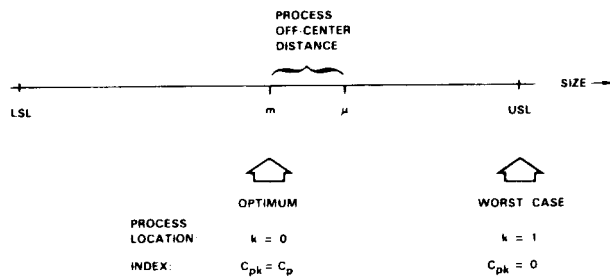 PROCESS
OFF-CENTER
DISTANCE
SIZE
LSL m μ USL
OPTIMUM WORST CASE
PROCESS
LOCATION: k = 0 k = 1
INDEX: Cpk = Cp Cpk = 0